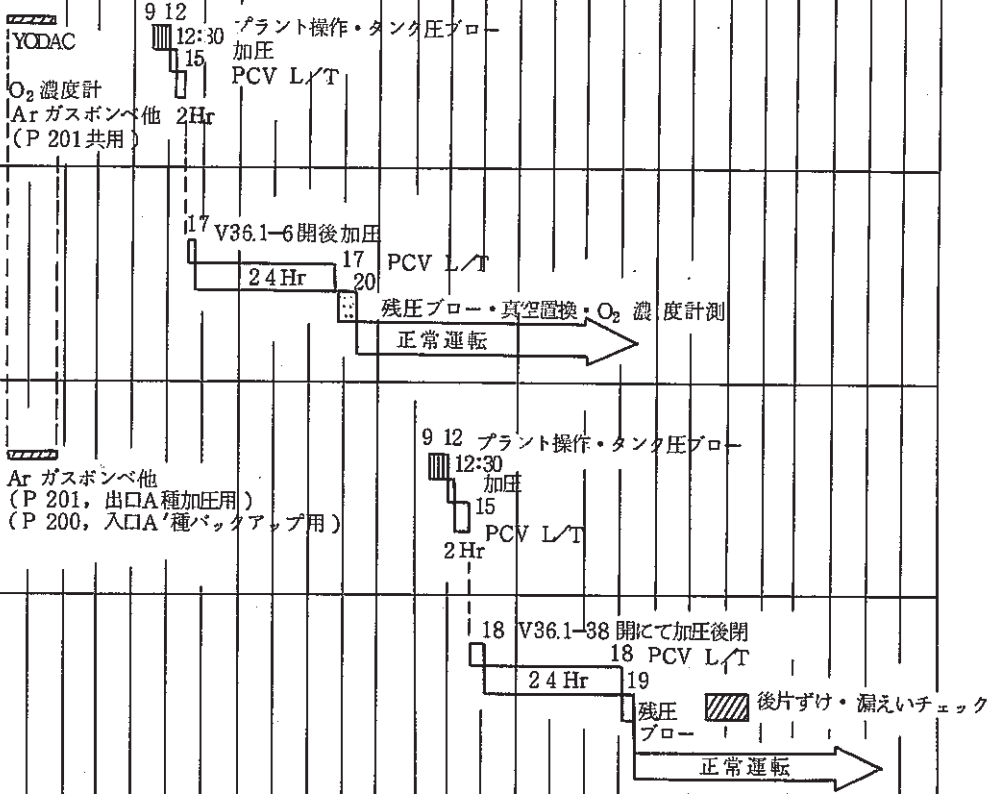 9 12
プラント操作・タンク圧ブロー
YODAC
12:30
加圧
15
PCV L/T
O₂ 濃度計
Ar ガスボンベ他
2Hr
(P 201共用)
17 V36.1-6開後加圧
17 PCV L/T
24Hr
20
残圧ブロー・真空置換・O₂ 濃度計測
正常運転
9 12 プラント操作・タンク圧ブロー
12:30
加圧
Ar ガスボンベ他
(P 201, 出口A種加圧用)
15
(P 200, 入口A′種バックアップ用)
PCV L/T
2Hr
18 V36.1-38 開にて加圧後閉
18 PCV L/T
24Hr
19
後片ずけ・漏えいチェック
残圧
ブロー
正常運転